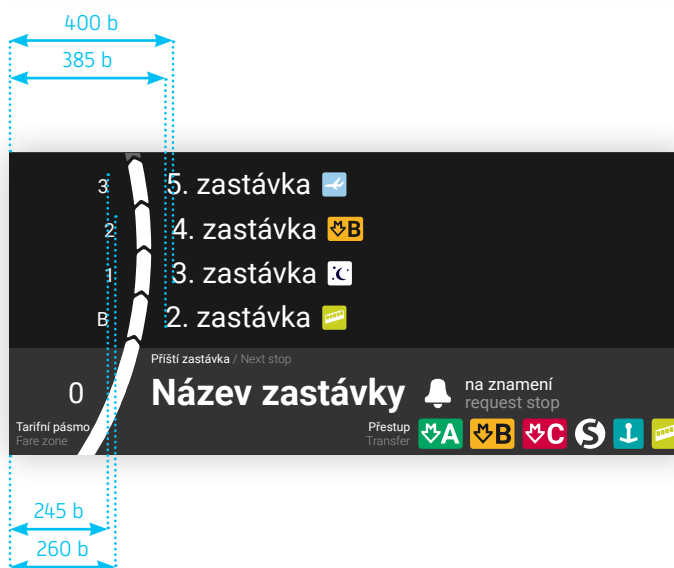 400 b
385 b
3 5. zastávka
2 4. zastávka B
1 3. zastávka
B 2. zastávka
Příští zastávka / Next stop
0 Název zastávky na znamení
request stop
Tarifní pásmo Přestup A B C S
Fare zone Transfer
245 b
260 b